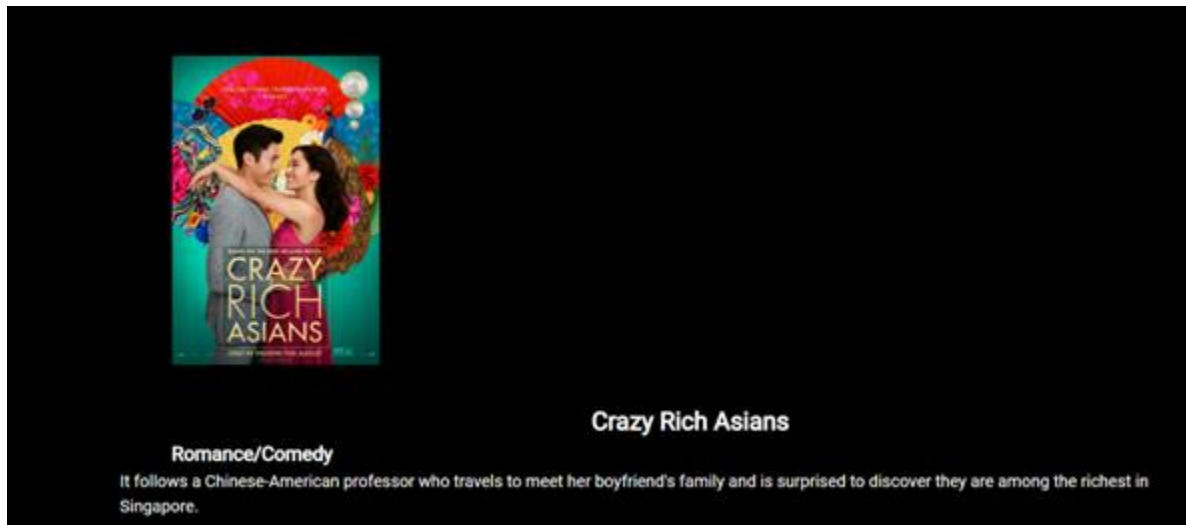 CRAZY
RICH
ASIANS
Crazy Rich Asians
Romance/Comedy
It follows a Chinese-American professor who travels to meet her boyfriend's family and is surprised to discover they are among the richest in
Singapore.